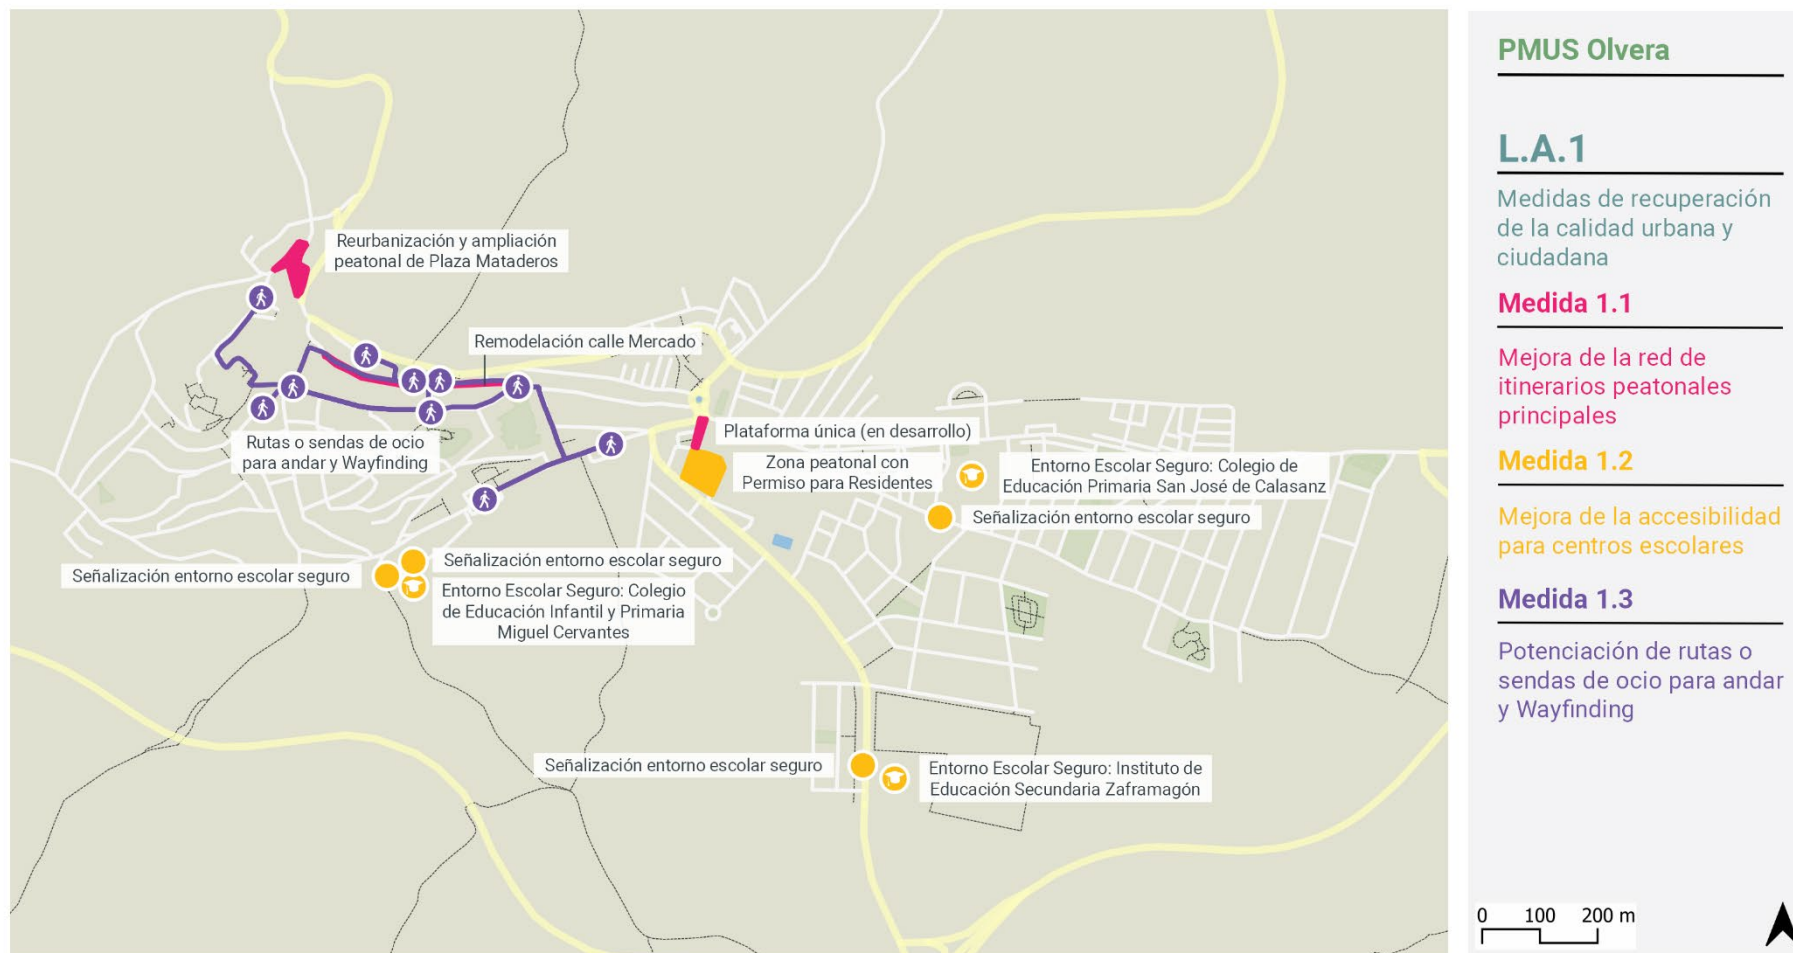 Reurbanización y ampliación
peatonal de Plaza Mataderos
Remodelación calle Mercado
Rutas o sendas de ocio
para andar y Wayfinding
Plataforma única (en desarrollo)
Zona peatonal con
Permiso para Residentes
Entorno Escolar Seguro: Colegio de
Educación Primaria San José de Calasanz
Señalización entorno escolar seguro
Señalización entorno escolar seguro
Señalización entorno escolar seguro
Entorno Escolar Seguro: Colegio
de Educación Infantil y Primaria
Miguel Cervantes
Señalización entorno escolar seguro
Entorno Escolar Seguro: Instituto de
Educación Secundaria Zaframagón
PMUS Olvera
L.A.1
Medidas de recuperación
de la calidad urbana y
ciudadana
Medida 1.1
Mejora de la red de
itinerarios peatonales
principales
Medida 1.2
Mejora de la accesibilidad
para centros escolares
Medida 1.3
Potenciación de rutas o
sendas de ocio para andar
y Wayfinding
0 100 200 m